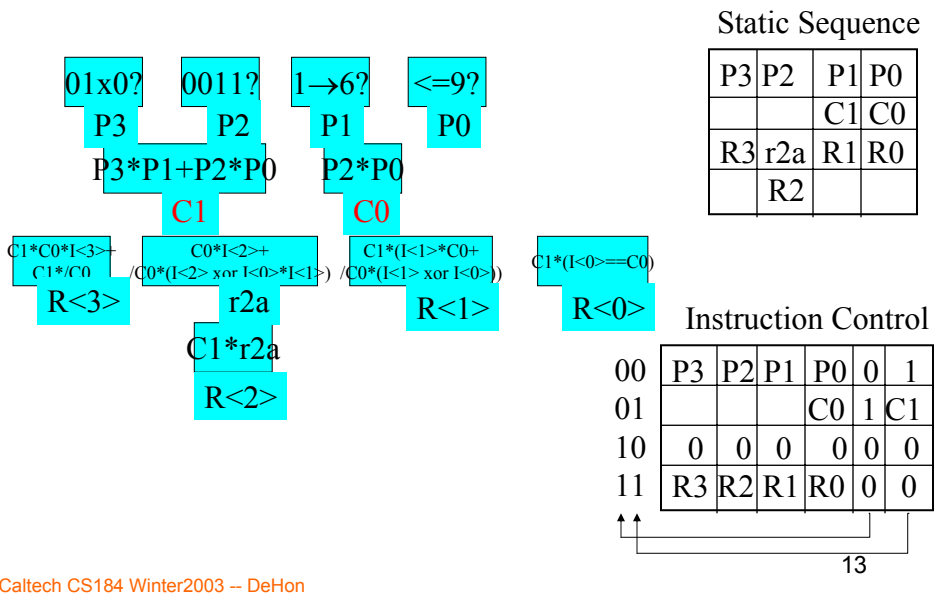 Static Sequence
P3 P2 P1 P0
C1 C0
R3 r2a R1 R0
R2
01x0? 0011? 1→6? <=9?
P3 P2 P1 P0
P3*P1+P2*P0 P2*P0
C1 C0
C1*C0*I<3>+
C1*/C0
C0*I<2>+
/C0*(I<2> xor I<0>*I<1>)
C1*(I<1>*C0+
/C0*(I<1> xor I<0>))
C1*(I<0>==C0)
R<3> r2a R<1> R<0>
C1*r2a
R<2>
Instruction Control
00 P3 P2 P1 P0 0 1
01 C0 1 C1
10 0 0 0 0 0 0
11 R3 R2 R1 R0 0 0
13
Caltech CS184 Winter2003 -- DeHon